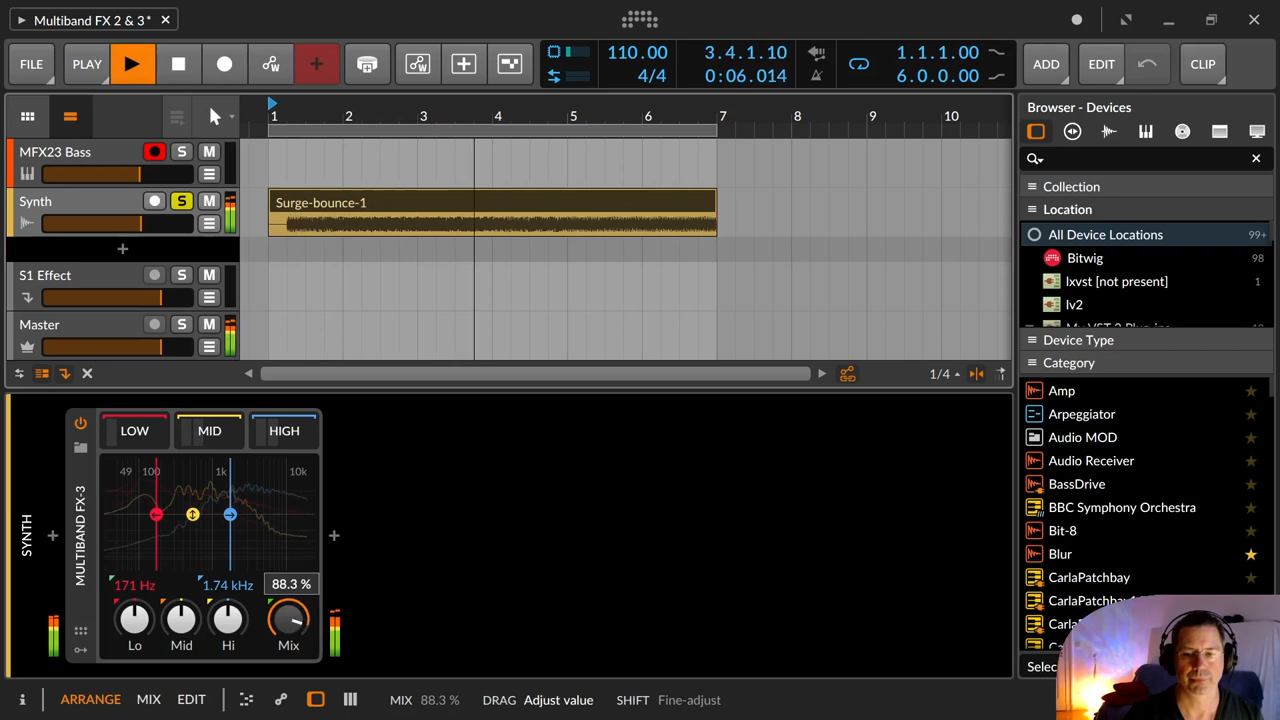 Multiband FX 2 & 3*
FILE
PLAY
110.00
4/4
3.4.1.10
0:06.014
1.1.1.00
6.0.0.00
ADD
EDIT
CLIP
1
2
3
4
5
6
7
8
9
10
MFX23 Bass
S
M
Synth
S
M
Surge-bounce-1
S1 Effect
S
M
Master
S
M
1/4
Browser - Devices
Collection
Location
All Device Locations
99+
Bitwig
98
lxvst [not present]
1
lv2
Device Type
Category
Amp
Arpeggiator
Audio MOD
Audio Receiver
BassDrive
BBC Symphony Orchestra
Bit-8
Blur
CarlaPatchbay
SYNTH
MULTIBAND FX-3
LOW
MID
HIGH
49
100
1k
10k
171 Hz
1.74 kHz
88.3 %
Lo
Mid
Hi
Mix
ARRANGE
MIX
EDIT
MIX 88.3 %
DRAG Adjust value
SHIFT Fine-adjust